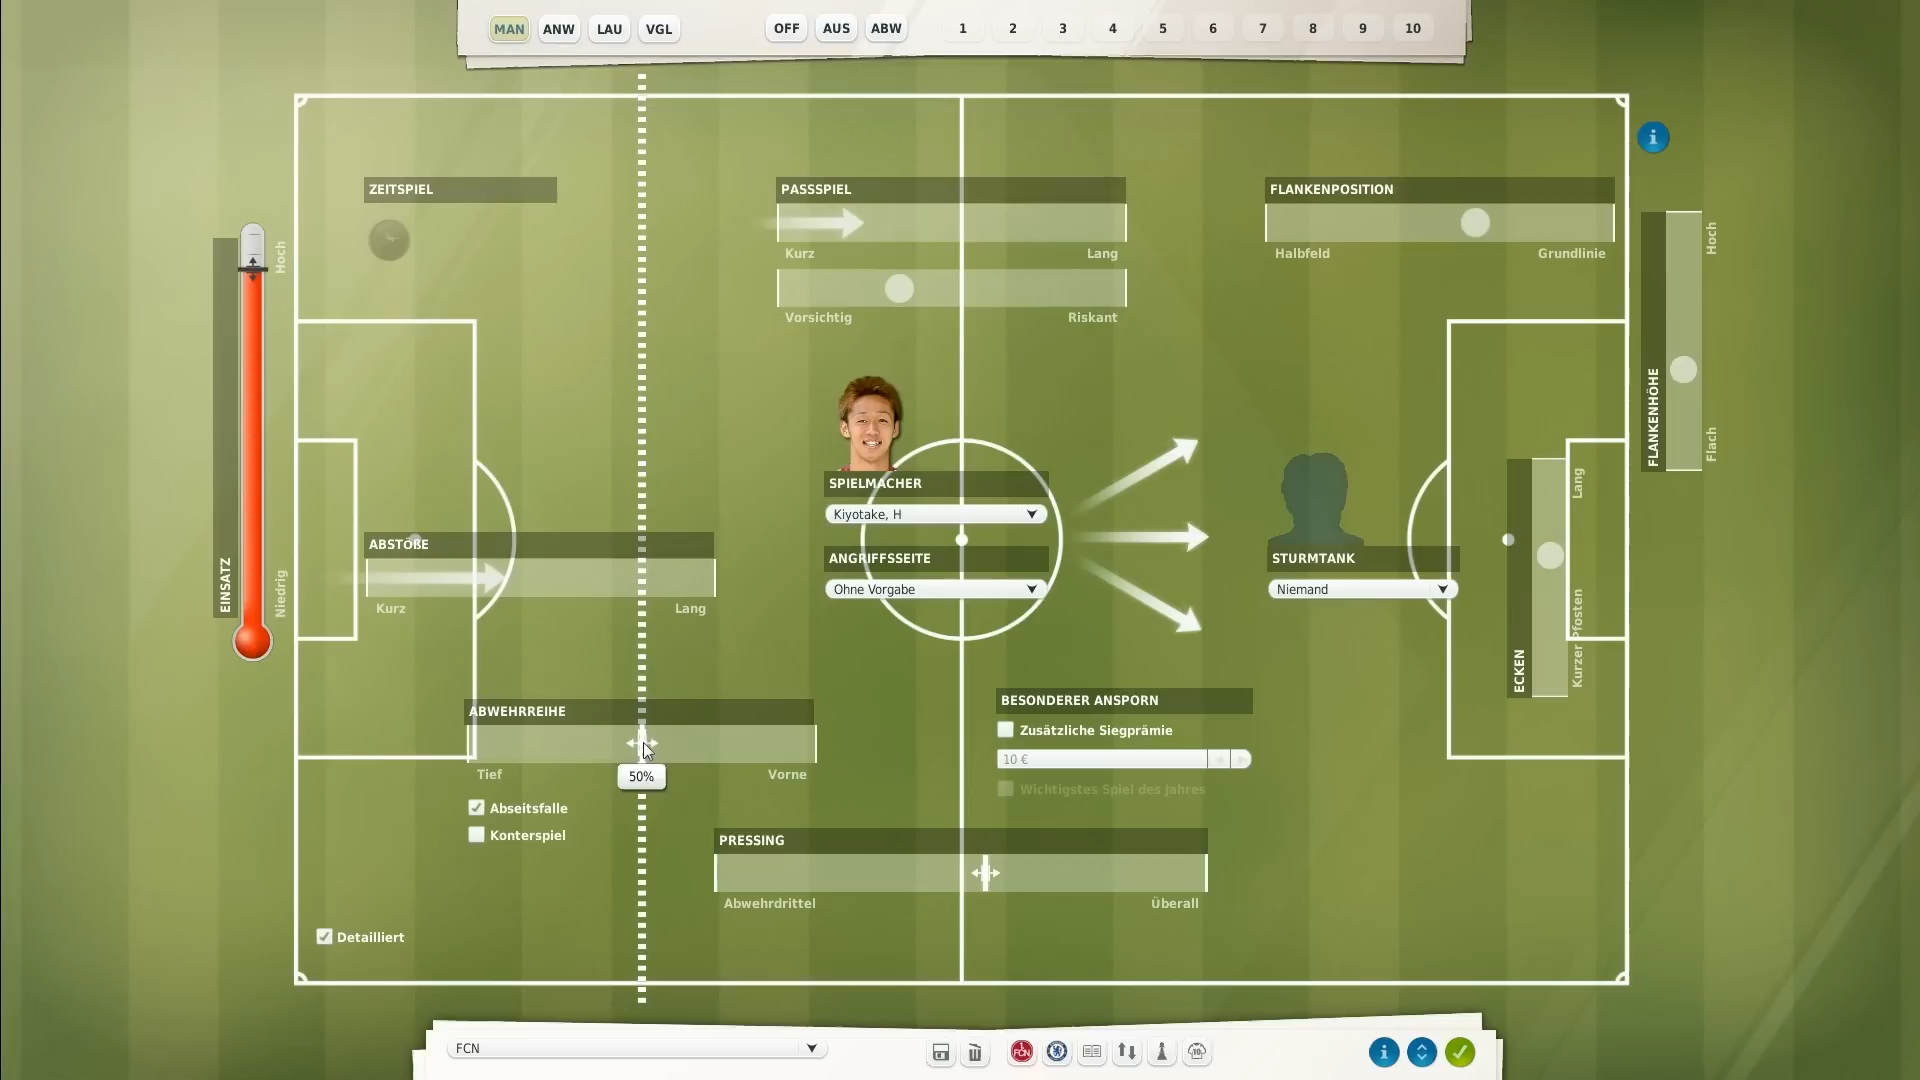 MAN ANW LAU VGL OFF AUS ABW 1 2 3 4 5 6 7 8 9 10
ZEITSPIEL
PASSSPIEL
Kurz Lang
Vorsichtig Riskant
FLANKENPOSITION
Halbfeld Grundlinie
EINSATZ
Hoch
Niedrig
FLANKENHÖHE
Hoch
Flach
SPIELMACHER
Kiyotake, H
ANGRIFFSSEITE
Ohne Vorgabe
STURMTANK
Niemand
ABSTÖßE
Kurz Lang
ECKEN
Lang
Kurzer Pfosten
ABWEHRREIHE
Tief Vorne
50%
Abseitsfalle
Konterspiel
BESONDERER ANSPORN
Zusätzliche Siegprämie
10 €
Wichtigstes Spiel des Jahres
PRESSING
Abwehrdrittel Überall
Detailliert
FCN
FCN
10